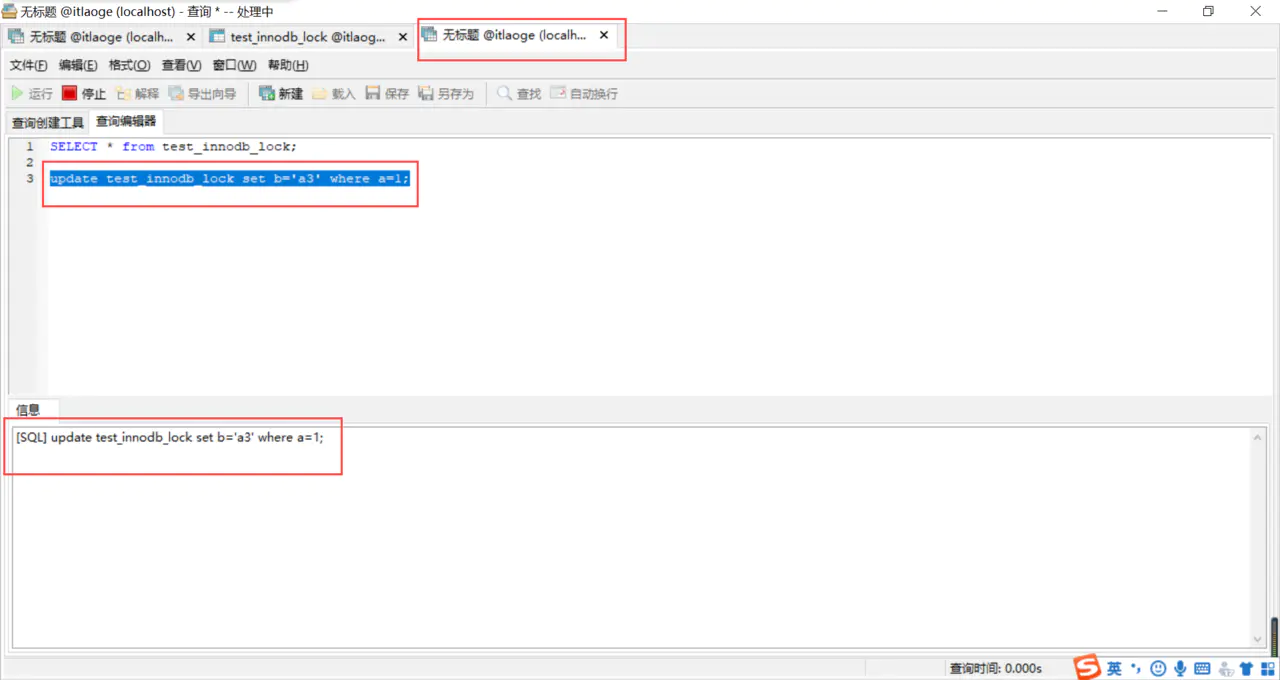 无标题 @itlaoge (localhost) - 查询 * -- 处理中
无标题 @itlaoge (localh... test_innodb_lock @itlaog... 无标题 @itlaoge (localh...
文件(F) 编辑(E) 格式(O) 查看(V) 窗口(W) 帮助(H)
运行 停止 解释 导出向导 新建 载入 保存 另存为 查找 自动换行
查询创建工具 查询编辑器
1 SELECT * from test_innodb_lock;
2
3 update test_innodb_lock set b='a3' where a=1;
信息
[SQL] update test_innodb_lock set b='a3' where a=1;
查询时间: 0.000s 英